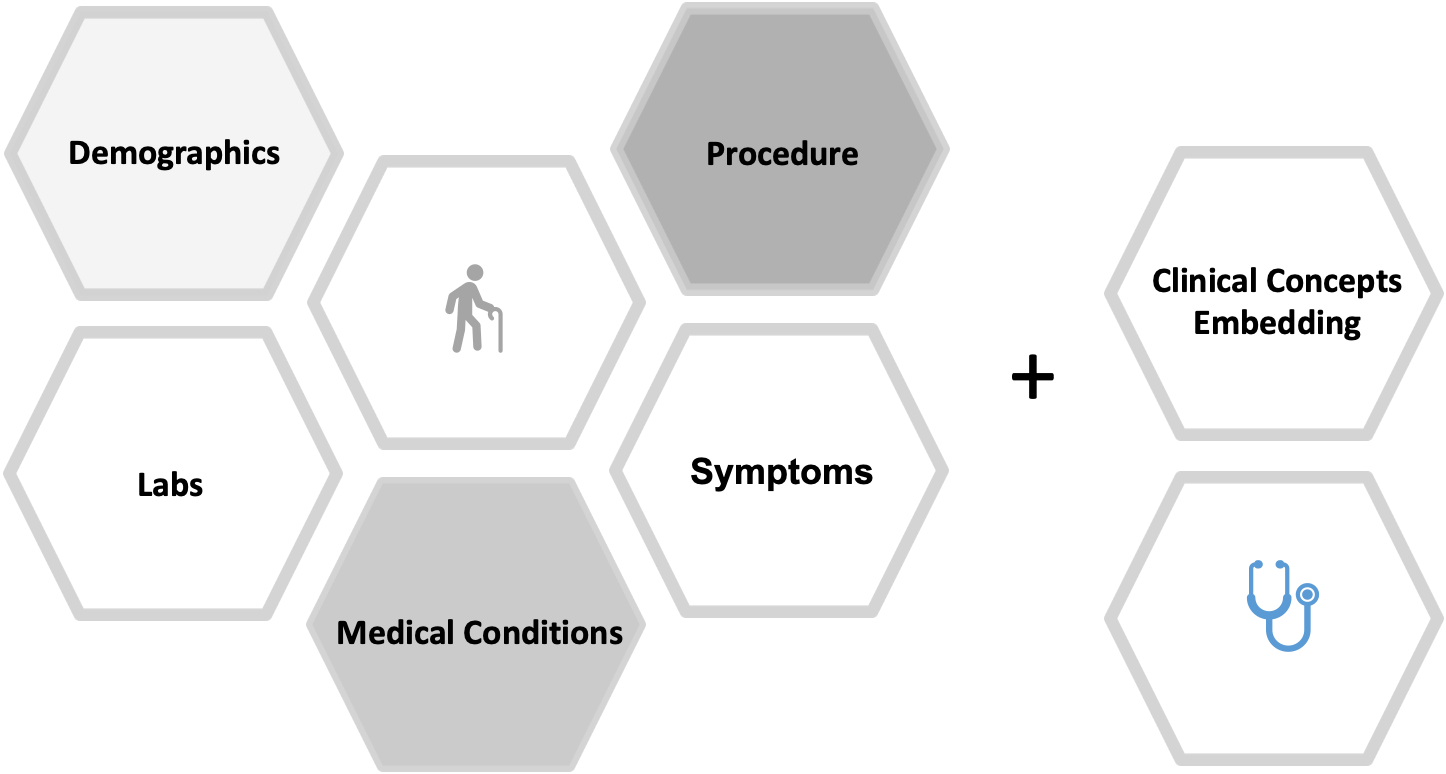 Demographics
Procedure
Labs
Symptoms
Medical Conditions
+
Clinical Concepts
Embedding